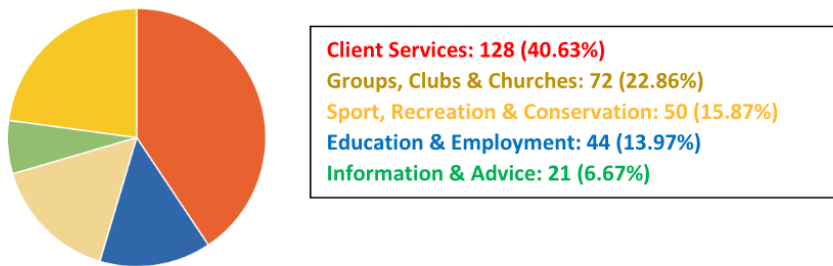 Client Services: 128 (40.63%)
Groups, Clubs & Churches: 72 (22.86%)
Sport, Recreation & Conservation: 50 (15.87%)
Education & Employment: 44 (13.97%)
Information & Advice: 21 (6.67%)